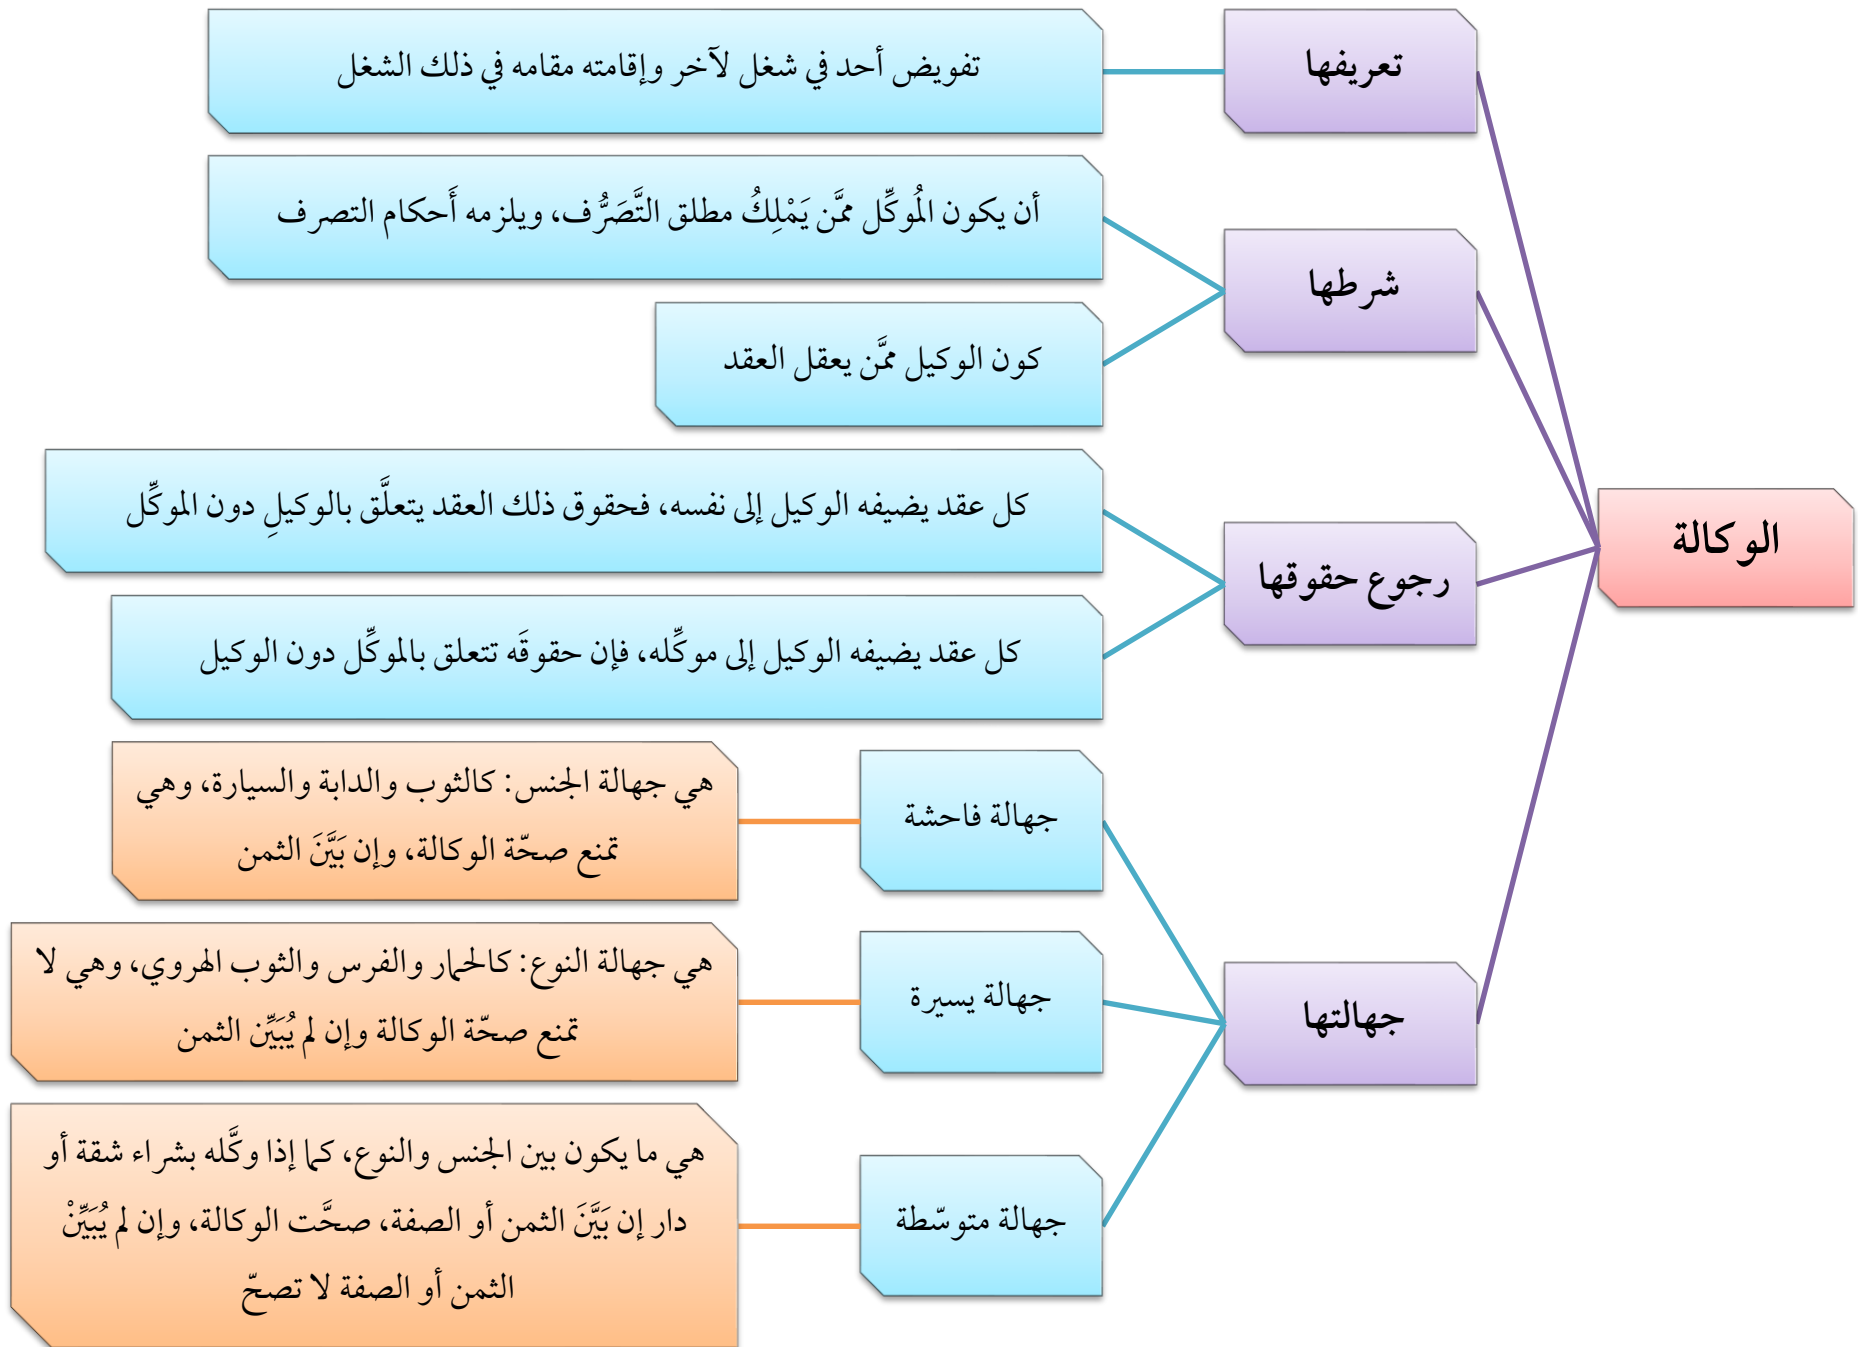 الوكالة
تعريفها
تفويض أحد في شغل لآخر وإقامته مقامه في ذلك الشغل
شرطها
أن يكون الُموكِّل ممَّن يَمْلِكُ مطلق التَّصَرُّف، ويلزمه أَحكام التصرف
كون الوكيل ممَّن يعقل العقد
رجوع حقوقها
كل عقد يضيفه الوكيل إلى نفسه، فحقوق ذلك العقد يتعلَّق بالوكيلِ دون الموكِّل
كل عقد يضيفه الوكيل إلى موكِّله، فإن حقوقَه تتعلق بالموكِّل دون الوكيل
جهالتها
جهالة فاحشة
هي جهالة الجنس: كالثوب والدابة والسيارة، وهي
تمنع صحّة الوكالة، وإن بَيَّنَ الثمن
جهالة يسيرة
هي جهالة النوع: كالحمار والفرس والثوب الهروي، وهي لا
تمنع صحّة الوكالة وإن لم يُبَيِّن الثمن
جهالة متوسّطة
هي ما يكون بين الجنس والنوع، كما إذا وكَّله بشراء شقة أو
دار إن بَيَّنَ الثمن أو الصفة، صحَّت الوكالة، وإن لم يُبَيِّنْ
الثمن أو الصفة لا تصحّ